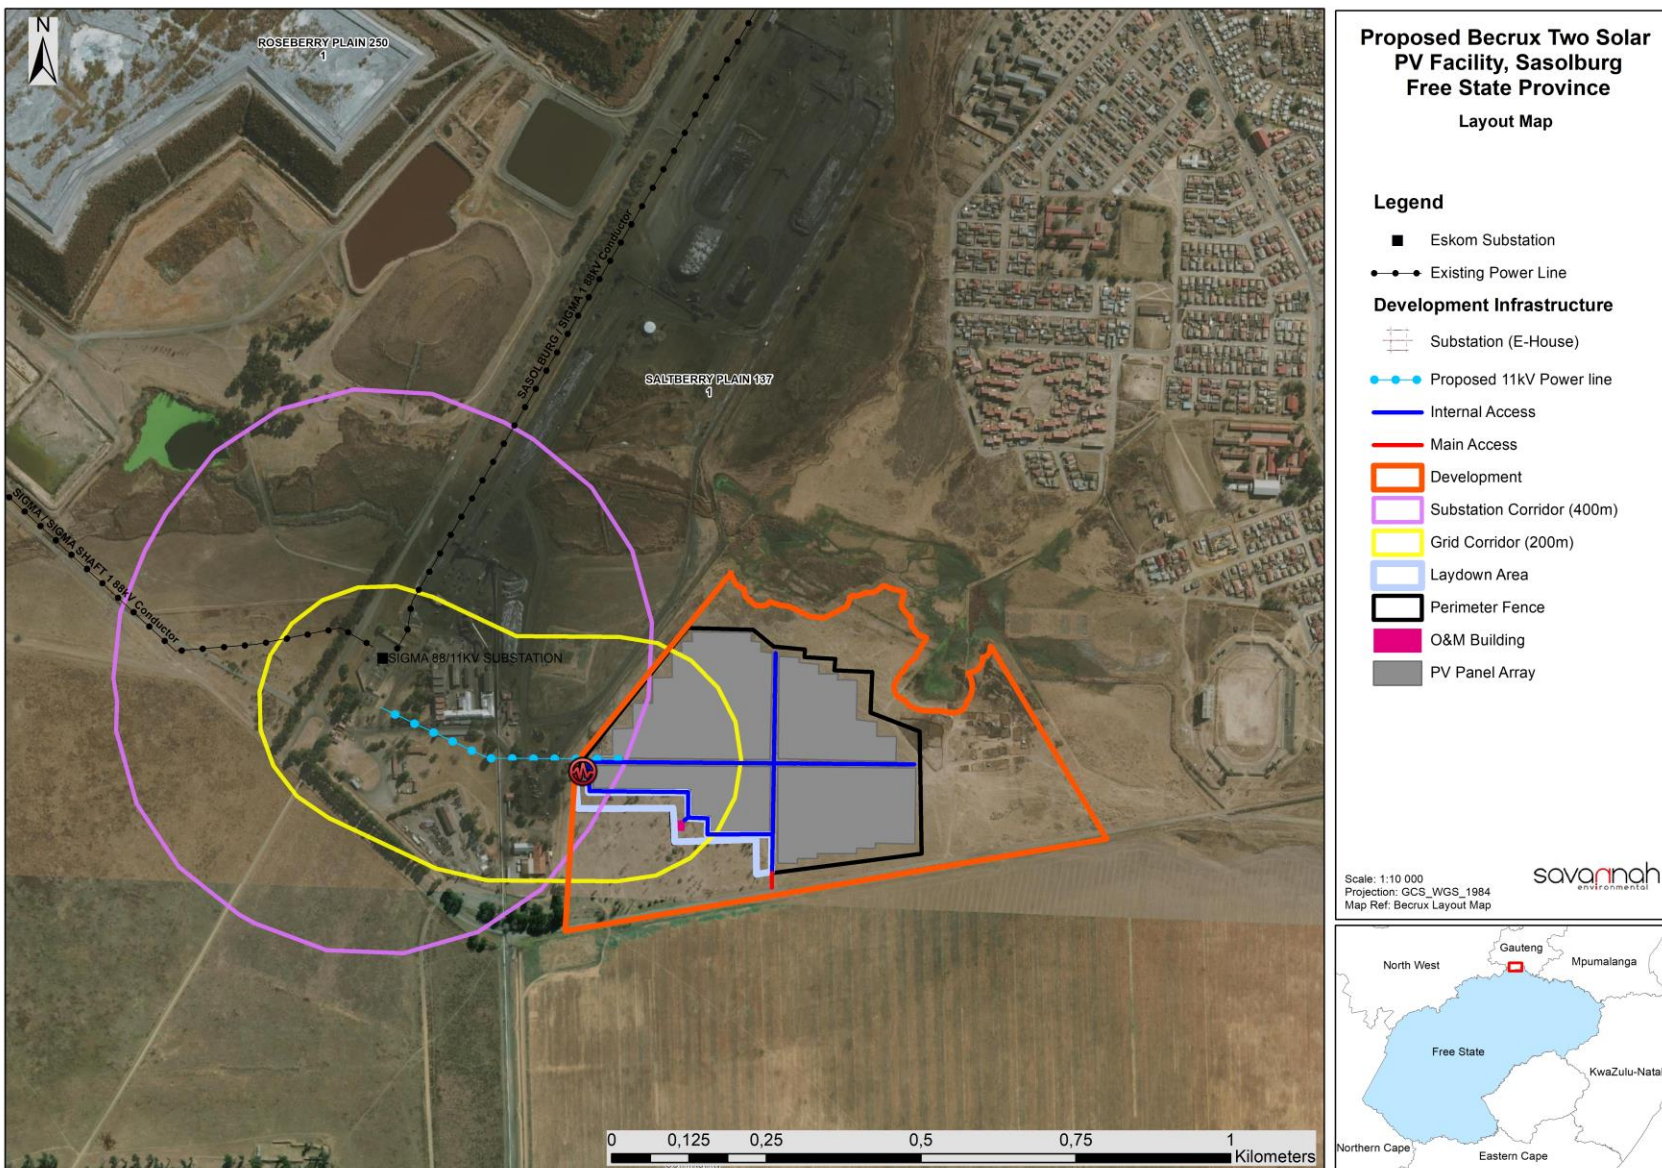 N
ROSEBERRY PLAIN 250
1
SASOLBURG / SIGMA 1 88kV Conductor
SALTBERRY PLAIN 137
1
SIGMA / SIGMA SHAFT 1 88kV Conductor
SIGMA 88/11KV SUBSTATION
0 0,125 0,25 0,5 0,75 1
Kilometers
Proposed Becrux Two Solar
PV Facility, Sasolburg
Free State Province
Layout Map
Legend
Eskom Substation
Existing Power Line
Development Infrastructure
Substation (E-House)
Proposed 11kV Power line
Internal Access
Main Access
Development
Substation Corridor (400m)
Grid Corridor (200m)
Laydown Area
Perimeter Fence
O&M Building
PV Panel Array
Scale: 1:10 000
Projection: GCS_WGS_1984
Map Ref: Becrux Layout Map
savannah
environmental
Gauteng
North West
Mpumalanga
Free State
KwaZulu-Natal
Northern Cape
Eastern Cape